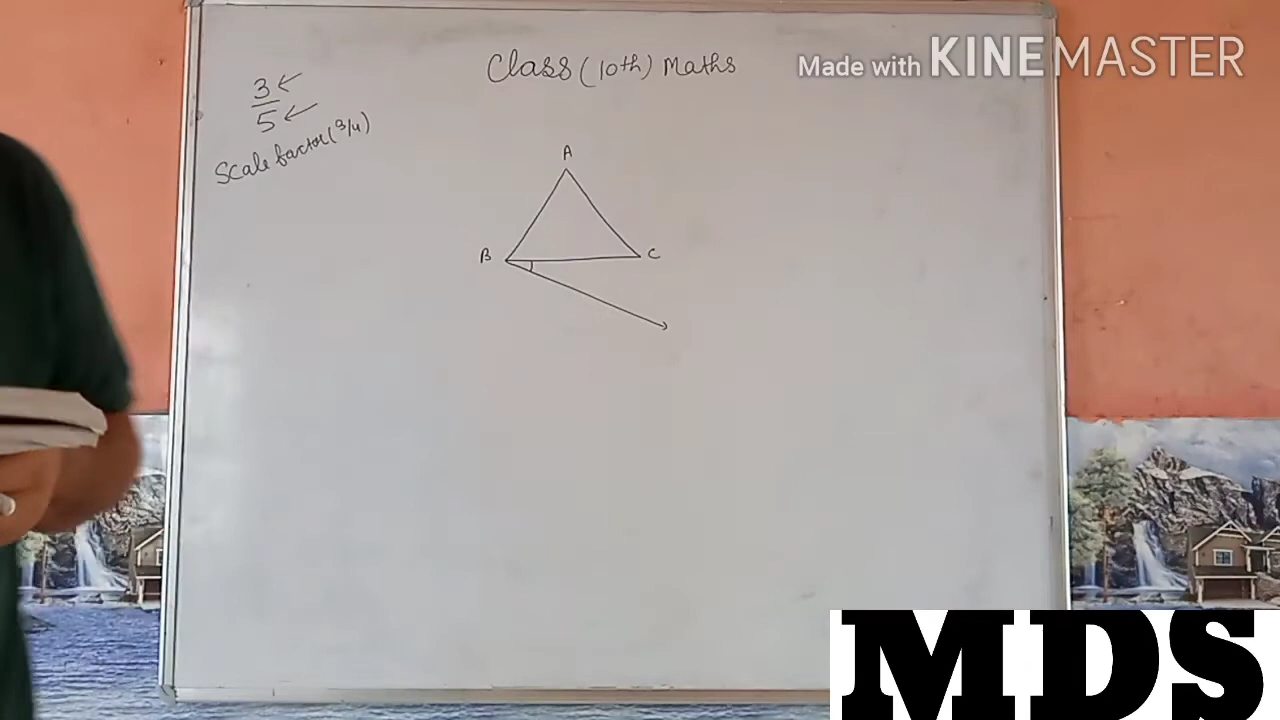 Class (10th) Maths
Made with KINEMASTER
3
5
Scale factor (3/4)
A
B
C
MDS